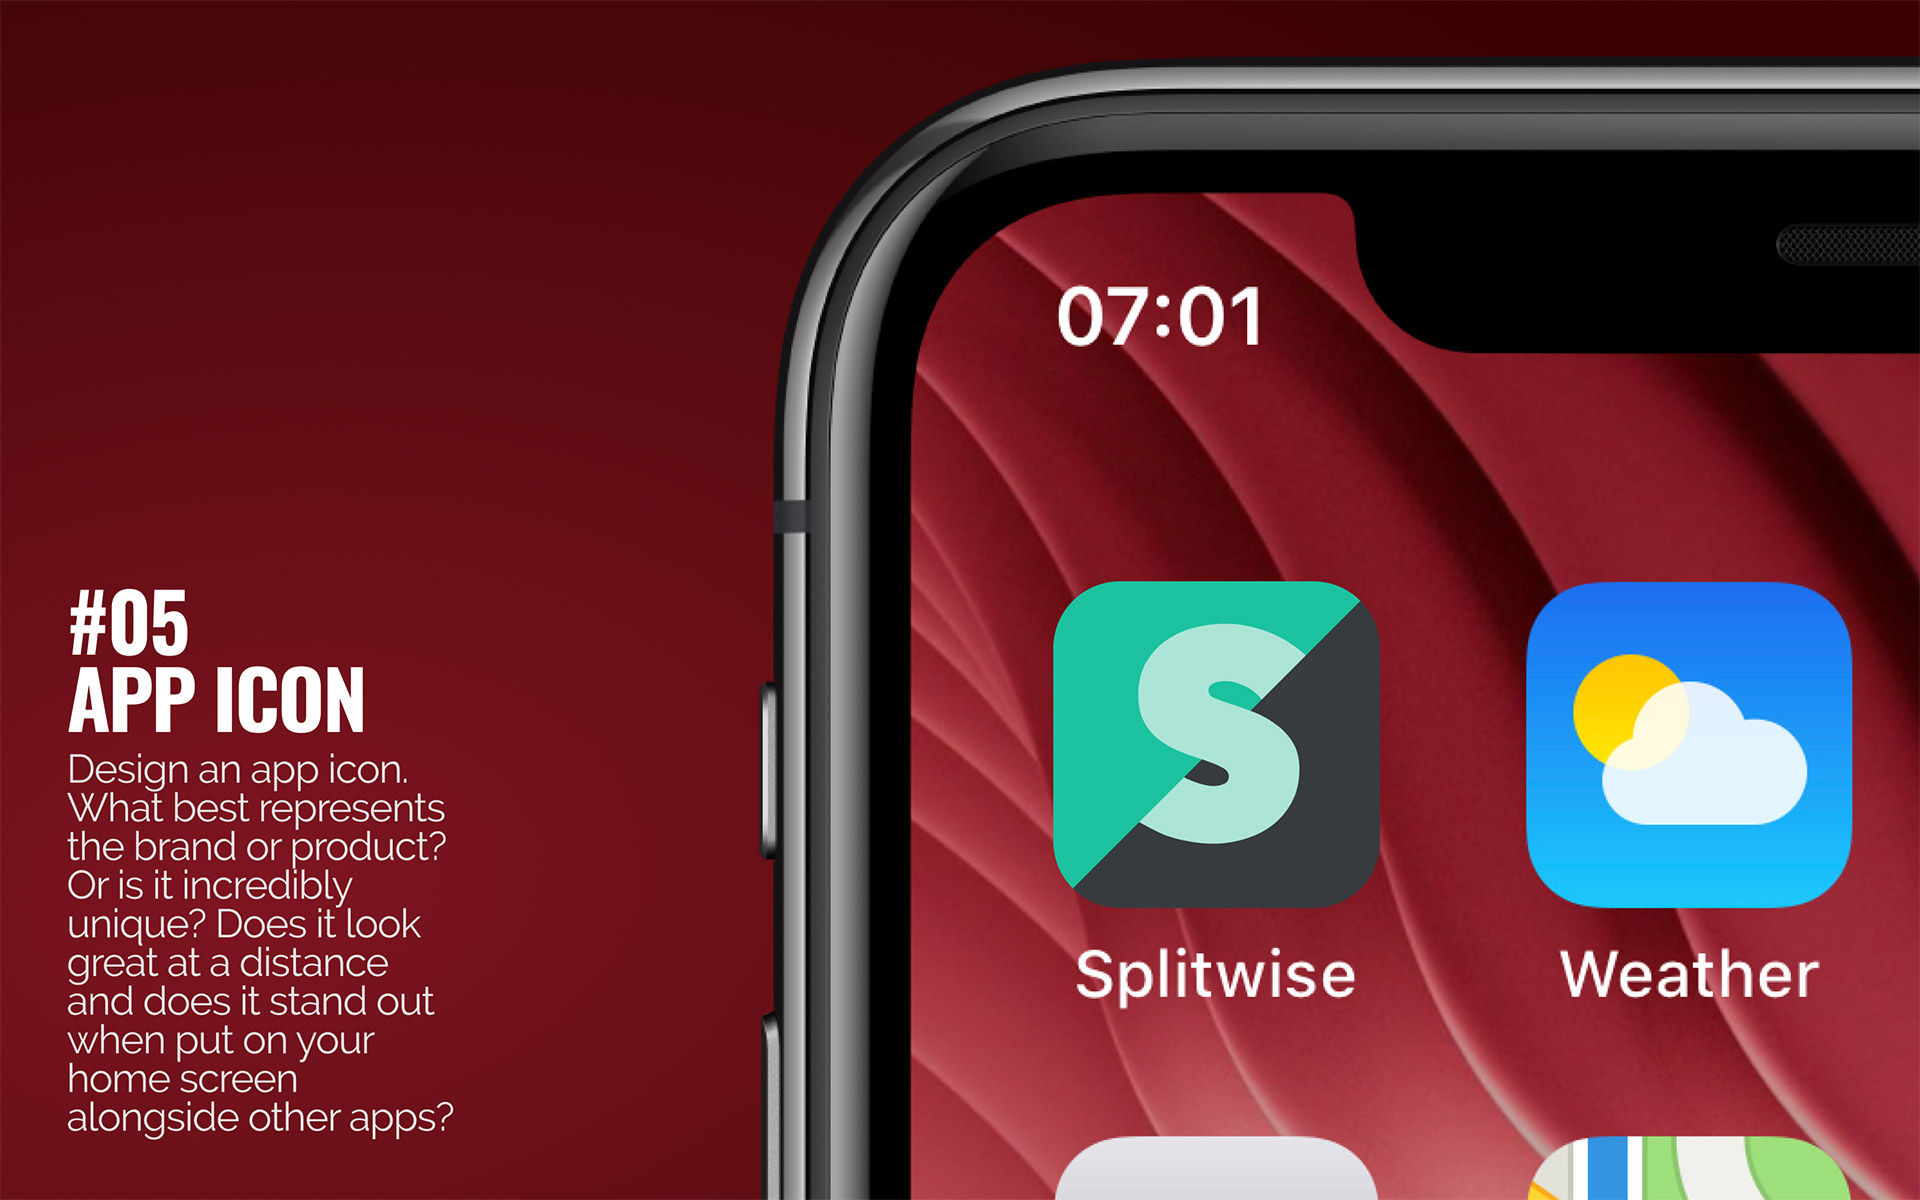 #05
APP ICON
Design an app icon.
What best represents
the brand or product?
Or is it incredibly
unique? Does it look
great at a distance
and does it stand out
when put on your
home screen
alongside other apps?
07:01
S
Splitwise
Weather